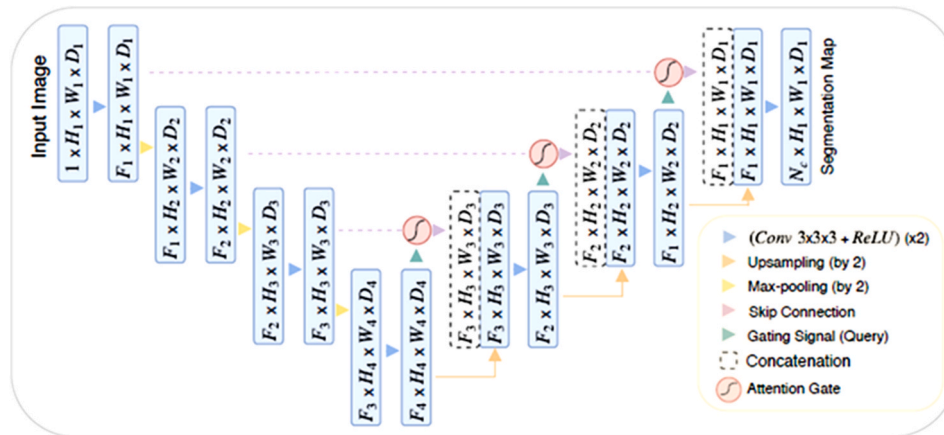 Input Image
1 x H₁ x W₁ x D₁
F₁ x H₁ x W₁ x D₁
F₁ x H₂ x W₂ x D₂
F₂ x H₂ x W₂ x D₂
F₂ x H₃ x W₃ x D₃
F₃ x H₃ x W₃ x D₃
F₃ x H₄ x W₄ x D₄
F₄ x H₄ x W₄ x D₄
F₃ x H₃ x W₃ x D₃
F₃ x H₃ x W₃ x D₃
F₂ x H₃ x W₃ x D₃
F₂ x H₂ x W₂ x D₂
F₂ x H₂ x W₂ x D₂
F₁ x H₂ x W₂ x D₂
F₁ x H₁ x W₁ x D₁
F₁ x H₁ x W₁ x D₁
N꜀ x H₁ x W₁ x D₁
Segmentation Map
(Conv 3x3x3 + ReLU) (x2)
Upsampling (by 2)
Max-pooling (by 2)
Skip Connection
Gating Signal (Query)
Concatenation
Attention Gate